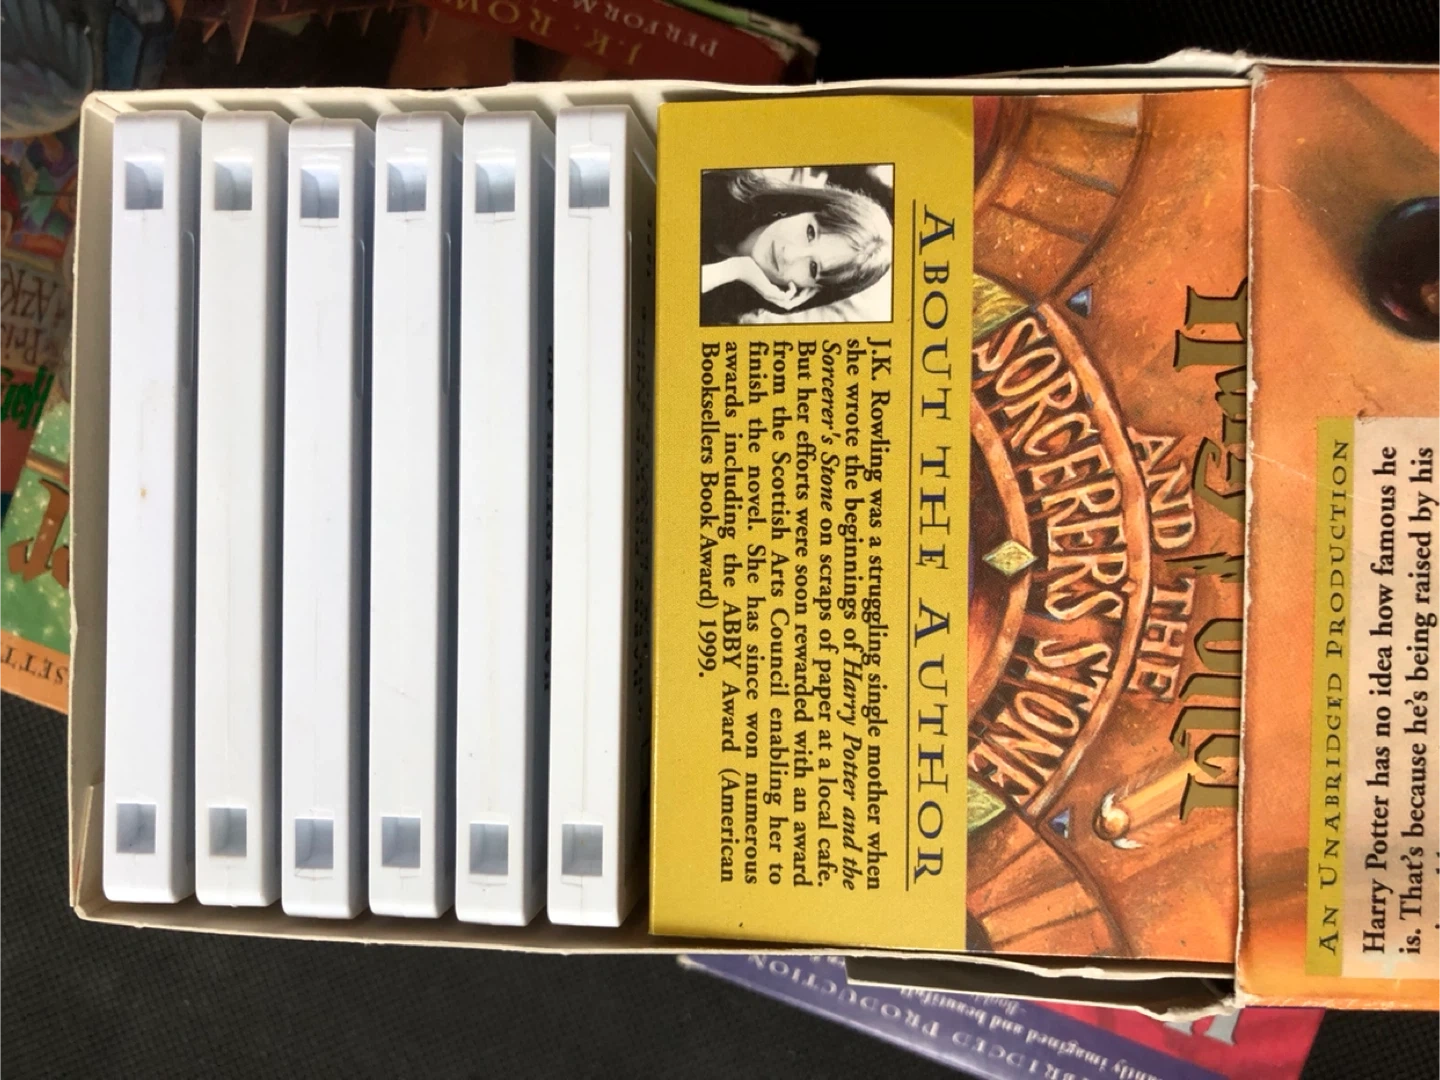 ABOUT THE AUTHOR
J.K. Rowling was a struggling single mother when
she wrote the beginnings of Harry Potter and the
Sorcerer's Stone on scraps of paper at a local cafe.
But her efforts were soon rewarded with an award
from the Scottish Arts Council enabling her to
finish the novel. She has since won numerous
awards including the ABBY Award (American
Booksellers Book Award) 1999.
AND THE
SORCERER'S STONE
AN UNABRIDGED PRODUCTION
Harry Potter has no idea how famous he
is. That's because he's being raised by his
J.K. ROW
PERFORM
PRODUCTION
and beautifull